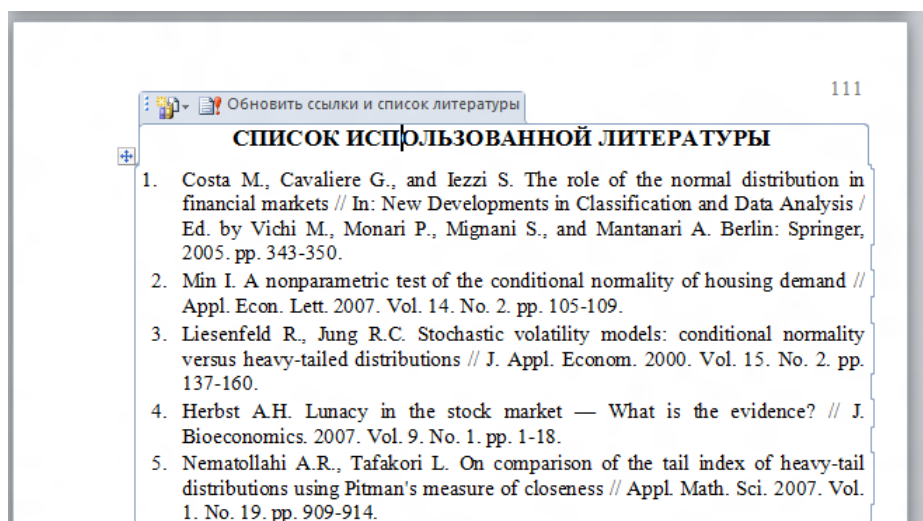 111
Обновить ссылки и список литературы
СПИСОК ИСПОЛЬЗОВАННОЙ ЛИТЕРАТУРЫ
1. Costa M., Cavaliere G., and Iezzi S. The role of the normal distribution in
financial markets // In: New Developments in Classification and Data Analysis /
Ed. by Vichi M., Monari P., Mignani S., and Mantanari A. Berlin: Springer,
2005. pp. 343-350.
2. Min I. A nonparametric test of the conditional normality of housing demand //
Appl. Econ. Lett. 2007. Vol. 14. No. 2. pp. 105-109.
3. Liesenfeld R., Jung R.C. Stochastic volatility models: conditional normality
versus heavy-tailed distributions // J. Appl. Econom. 2000. Vol. 15. No. 2. pp.
137-160.
4. Herbst A.H. Lunacy in the stock market — What is the evidence? // J.
Bioeconomics. 2007. Vol. 9. No. 1. pp. 1-18.
5. Nematollahi A.R., Tafakori L. On comparison of the tail index of heavy-tail
distributions using Pitman's measure of closeness // Appl. Math. Sci. 2007. Vol.
1. No. 19. pp. 909-914.